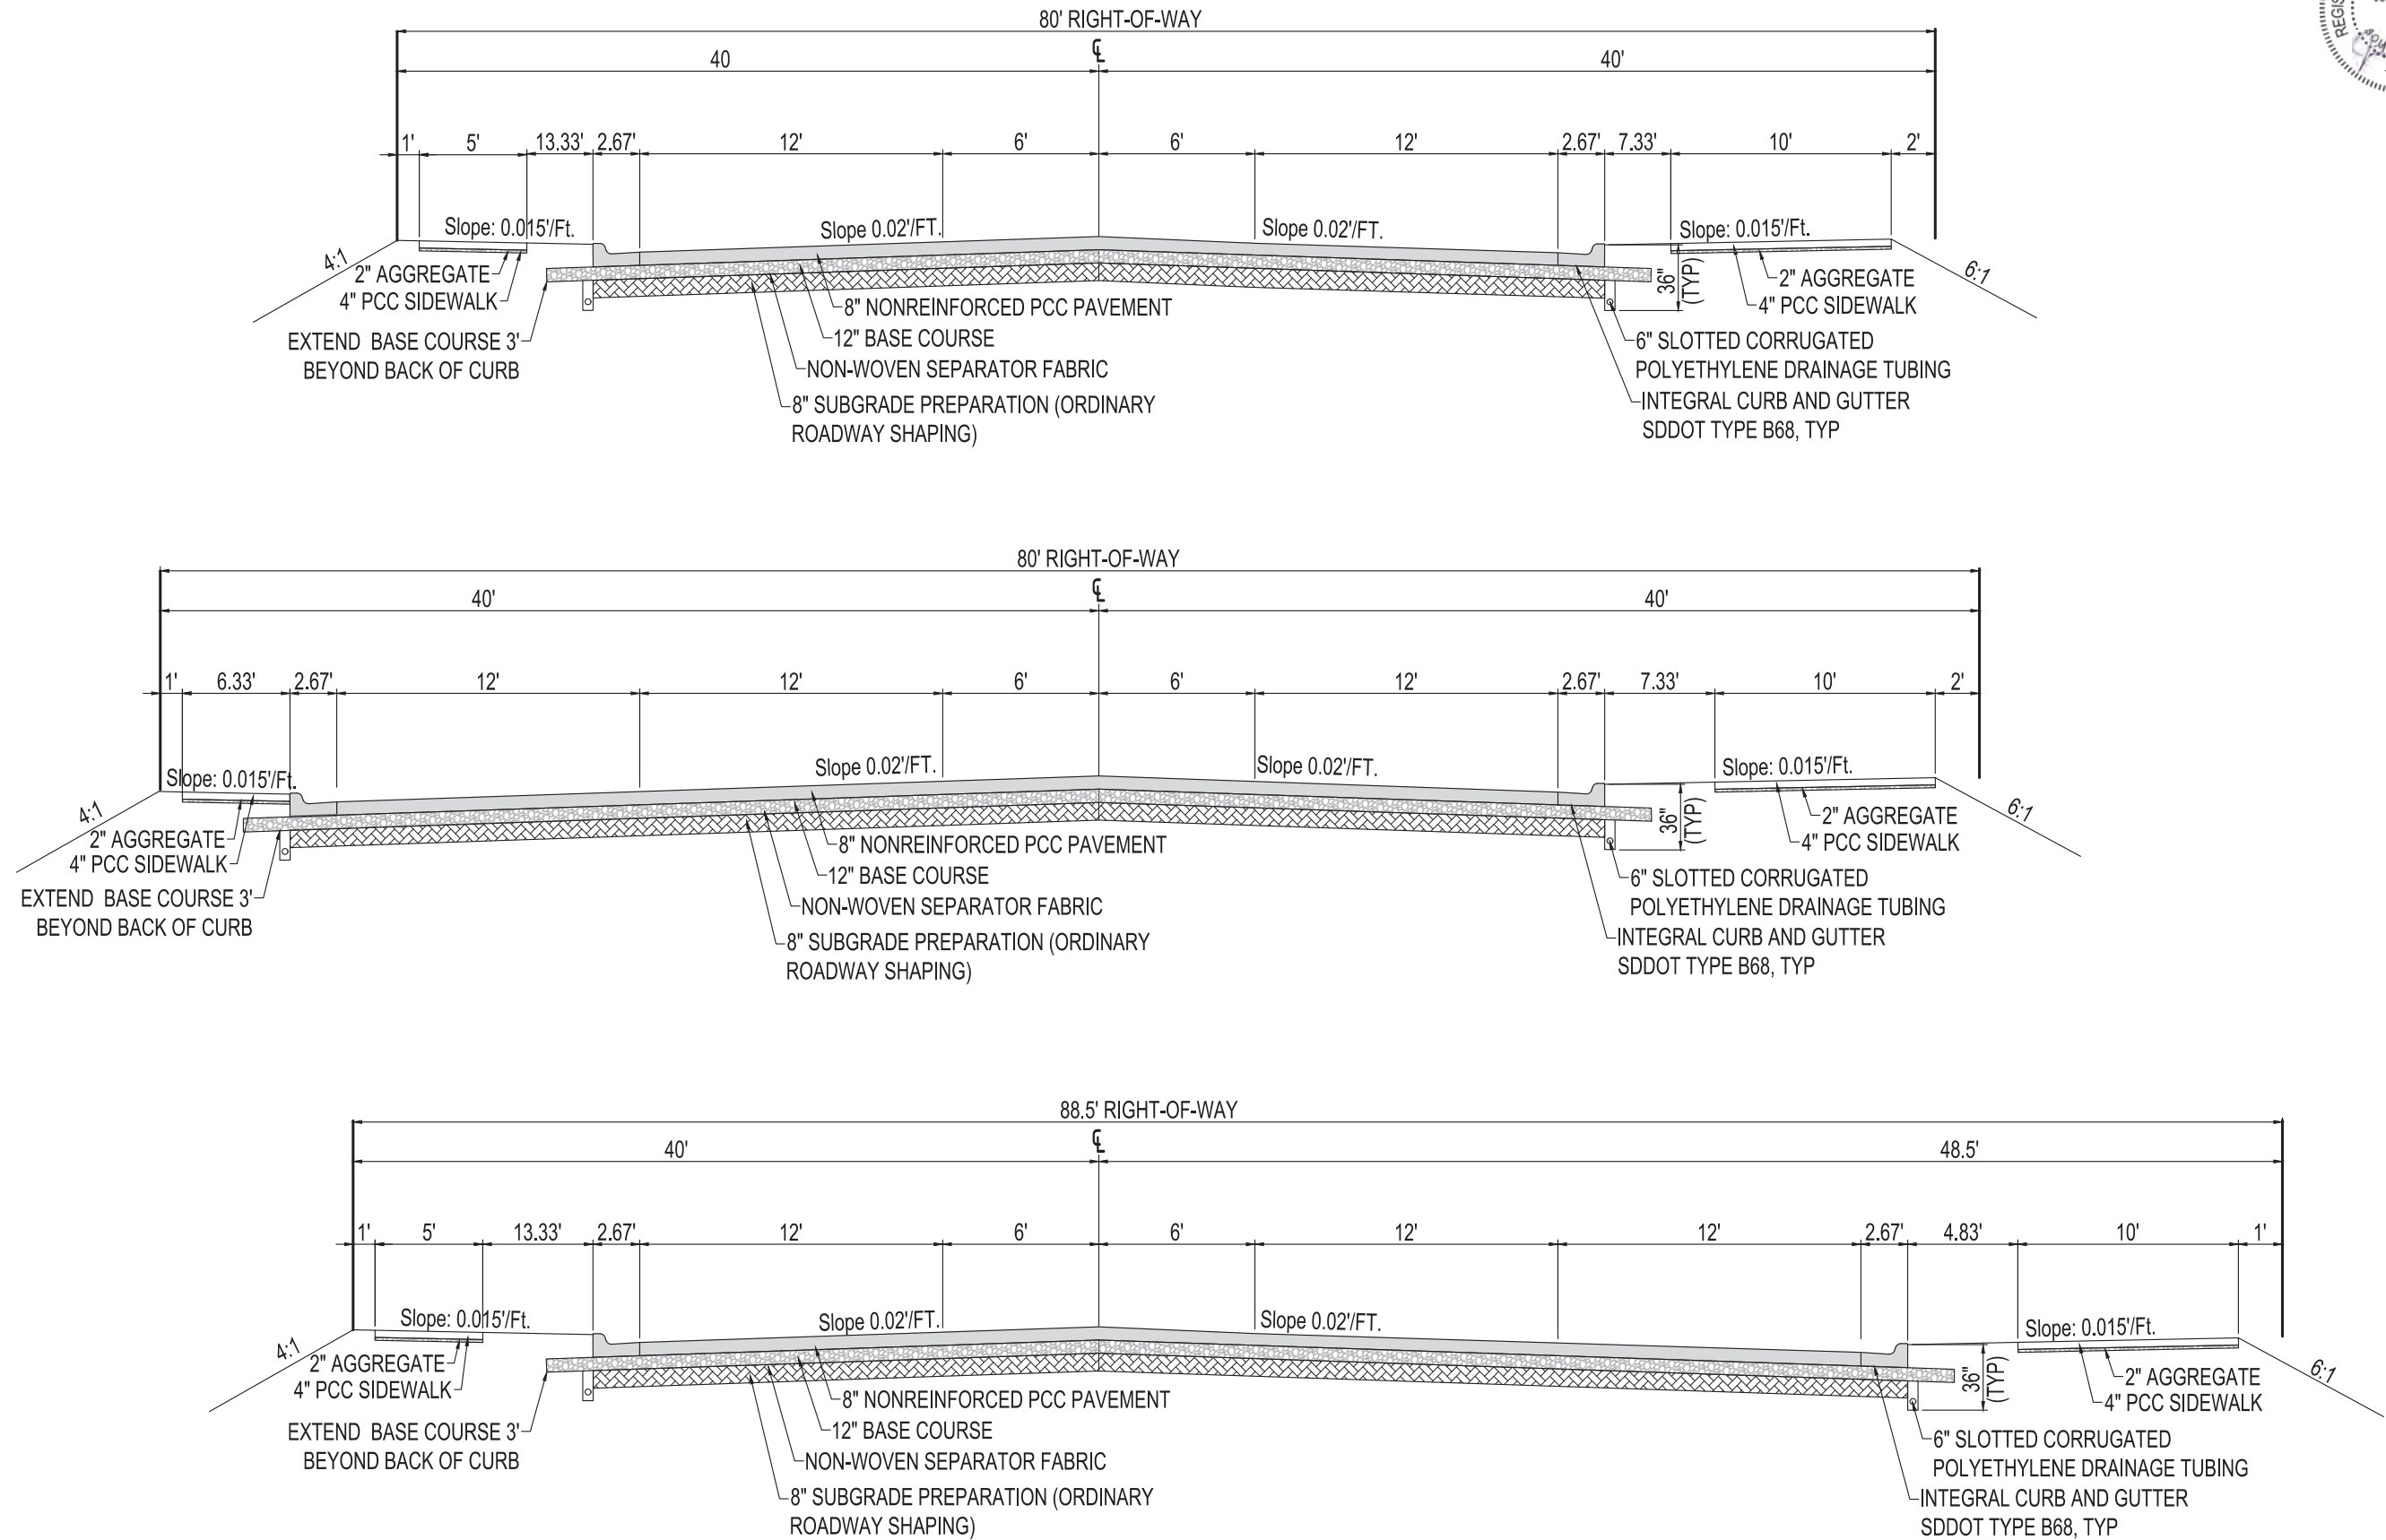 80' RIGHT-OF-WAY
℄
40 40'
1' 5' 13.33' 2.67' 12' 6' 6' 12' 2.67' 7.33' 10' 2'
Slope: 0.015'/Ft. Slope 0.02'/FT. Slope 0.02'/FT. Slope: 0.015'/Ft.
4:1
6:1
2" AGGREGATE
4" PCC SIDEWALK
EXTEND BASE COURSE 3'
BEYOND BACK OF CURB
8" NONREINFORCED PCC PAVEMENT
12" BASE COURSE
NON-WOVEN SEPARATOR FABRIC
8" SUBGRADE PREPARATION (ORDINARY
ROADWAY SHAPING)
36"
(TYP)
2" AGGREGATE
4" PCC SIDEWALK
6" SLOTTED CORRUGATED
POLYETHYLENE DRAINAGE TUBING
INTEGRAL CURB AND GUTTER
SDDOT TYPE B68, TYP
80' RIGHT-OF-WAY
℄
40' 40'
1' 6.33' 2.67' 12' 12' 6' 6' 12' 2.67' 7.33' 10' 2'
Slope: 0.015'/Ft. Slope 0.02'/FT. Slope 0.02'/FT. Slope: 0.015'/Ft.
4:1
6:1
2" AGGREGATE
4" PCC SIDEWALK
EXTEND BASE COURSE 3'
BEYOND BACK OF CURB
8" NONREINFORCED PCC PAVEMENT
12" BASE COURSE
NON-WOVEN SEPARATOR FABRIC
8" SUBGRADE PREPARATION (ORDINARY
ROADWAY SHAPING)
36"
(TYP)
2" AGGREGATE
4" PCC SIDEWALK
6" SLOTTED CORRUGATED
POLYETHYLENE DRAINAGE TUBING
INTEGRAL CURB AND GUTTER
SDDOT TYPE B68, TYP
88.5' RIGHT-OF-WAY
℄
40' 48.5'
1' 5' 13.33' 2.67' 12' 6' 6' 12' 12' 2.67' 4.83' 10' 1'
Slope: 0.015'/Ft. Slope 0.02'/FT. Slope 0.02'/FT. Slope: 0.015'/Ft.
4:1
6:1
2" AGGREGATE
4" PCC SIDEWALK
EXTEND BASE COURSE 3'
BEYOND BACK OF CURB
8" NONREINFORCED PCC PAVEMENT
12" BASE COURSE
NON-WOVEN SEPARATOR FABRIC
8" SUBGRADE PREPARATION (ORDINARY
ROADWAY SHAPING)
36"
(TYP)
2" AGGREGATE
4" PCC SIDEWALK
6" SLOTTED CORRUGATED
POLYETHYLENE DRAINAGE TUBING
INTEGRAL CURB AND GUTTER
SDDOT TYPE B68, TYP